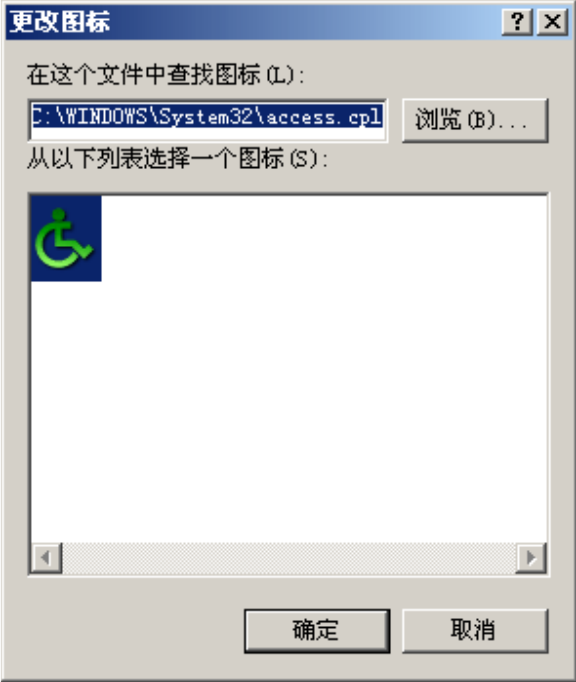 更改图标
在这个文件中查找图标(L):
C:\WINDOWS\System32\access.cpl
浏览(B)...
从以下列表选择一个图标(S):
确定
取消